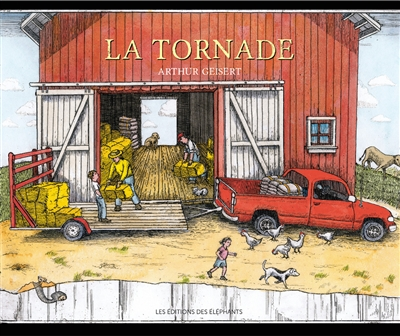 LA TORNADE
ARTHUR GEISERT
LES ÉDITIONS DES ÉLÉPHANTS